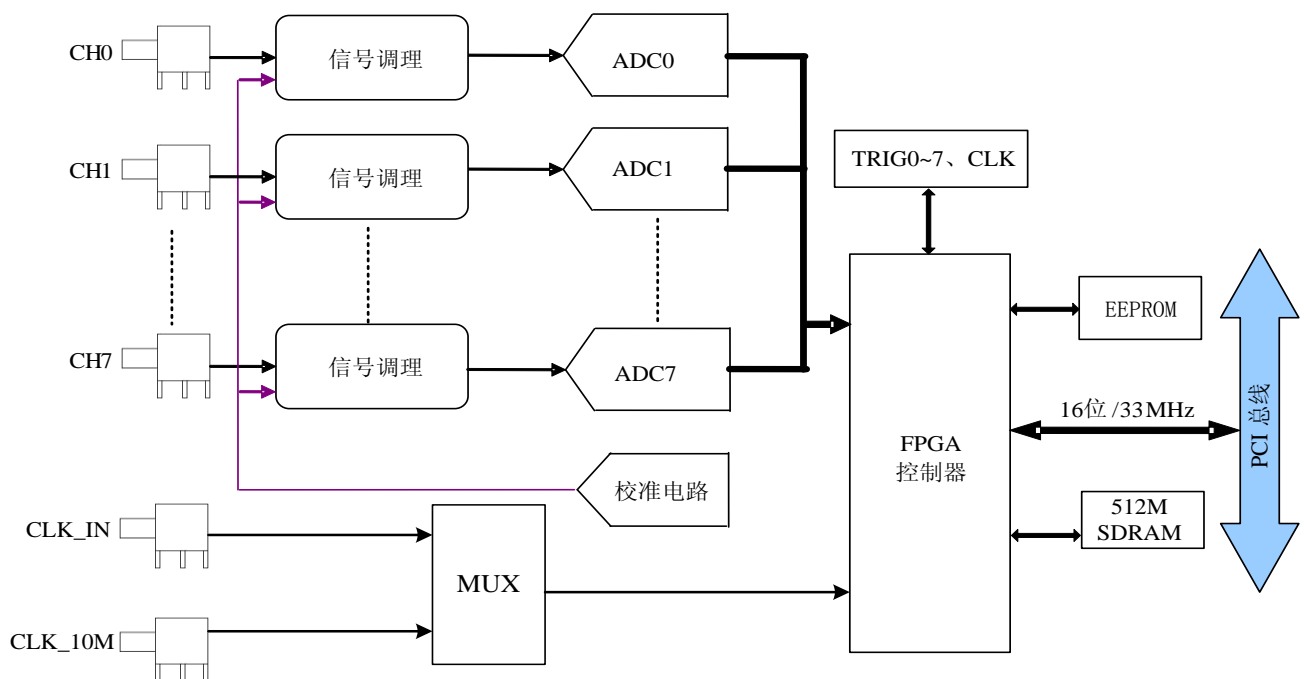 CH0
信号调理
ADC0
CH1
信号调理
ADC1
TRIG0~7、CLK
CH7
信号调理
ADC7
EEPROM
16位 /33MHz
FPGA
控制器
PCI 总线
校准电路
512M
SDRAM
CLK_IN
MUX
CLK_10M